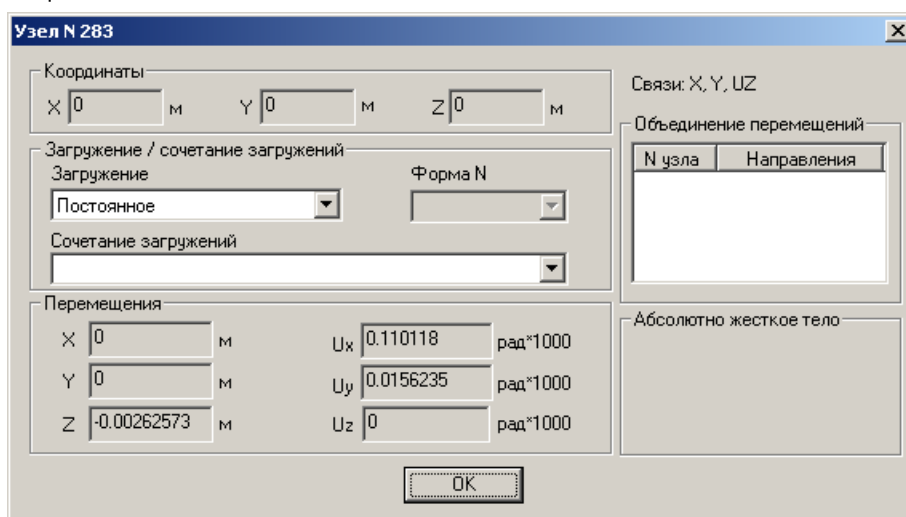 Узел N 283
Координаты
X 0 м Y 0 м Z 0 м
Связи: X, Y, UZ
Объединение перемещений
N узла Направления
Загружение / сочетание загружений
Загружение Форма N
Постоянное
Сочетание загружений
Перемещения
X 0 м Ux 0.110118 рад*1000
Y 0 м Uy 0.0156235 рад*1000
Z -0.00262573 м Uz 0 рад*1000
Абсолютно жесткое тело
OK